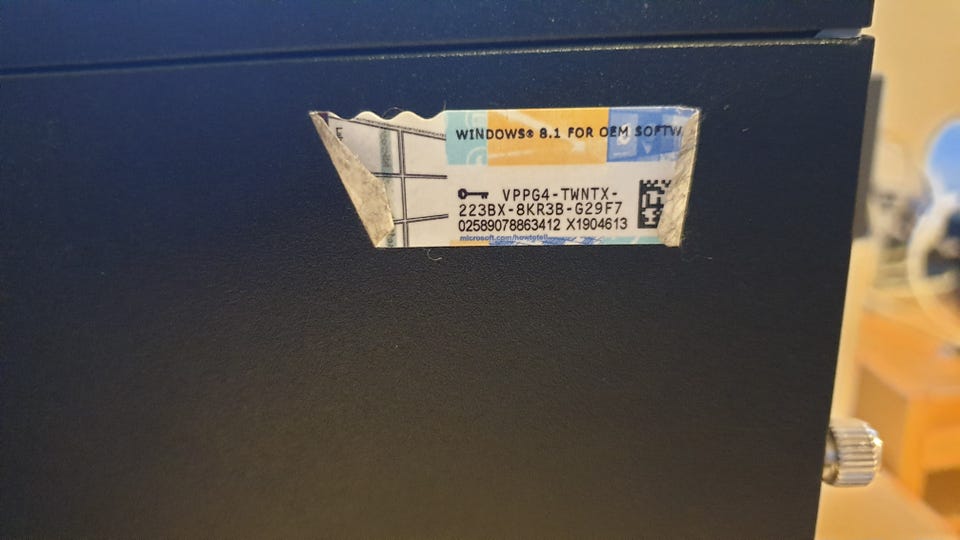 E
WINDOWS® 8.1 FOR OEM SOFTW
VPPG4-TWNTX-
223BX-8KR3B-G29F7
02589078863412 X1904613
microsoft.com/howtotell